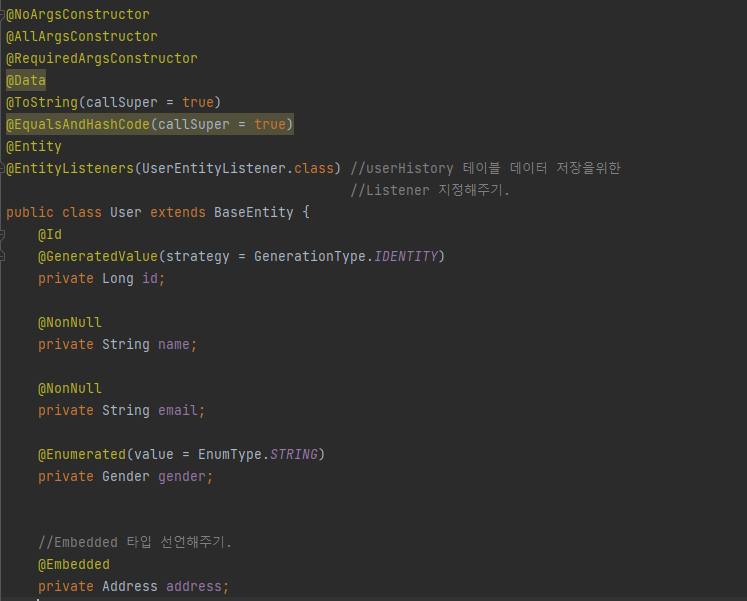 @NoArgsConstructor
@AllArgsConstructor
@RequiredArgsConstructor
@Data
@ToString(callSuper = true)
@EqualsAndHashCode(callSuper = true)
@Entity
@EntityListeners(UserEntityListener.class) //userHistory 테이블 데이터 저장을위한
//Listener 지정해주기.
public class User extends BaseEntity {
@Id
@GeneratedValue(strategy = GenerationType.IDENTITY)
private Long id;
@NonNull
private String name;
@NonNull
private String email;
@Enumerated(value = EnumType.STRING)
private Gender gender;
//Embedded 타입 선언해주기.
@Embedded
private Address address;